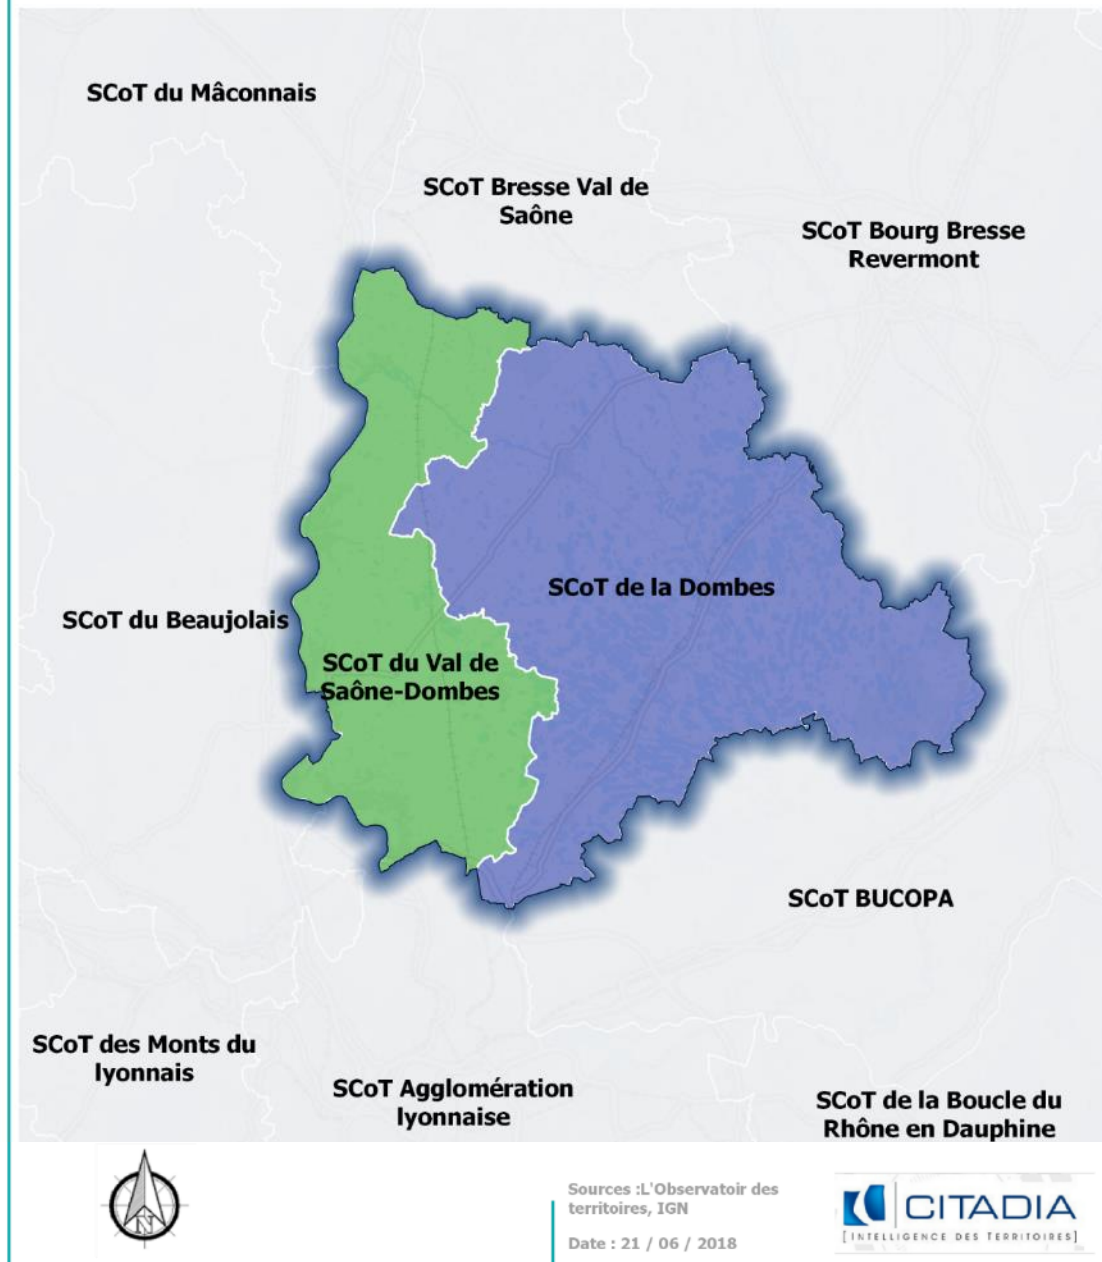 SCoT du Mâconnais
SCoT Bresse Val de
Saône
SCoT Bourg Bresse
Revermont
SCoT de la Dombes
SCoT du Beaujolais
SCoT du Val de
Saône-Dombes
SCoT BUCOPA
SCoT des Monts du
lyonnais
SCoT Agglomération
lyonnaise
SCoT de la Boucle du
Rhône en Dauphine
N
Sources :L'Observatoir des
territoires, IGN
Date : 21 / 06 / 2018
CITADIA
[INTELLIGENCE DES TERRITOIRES]